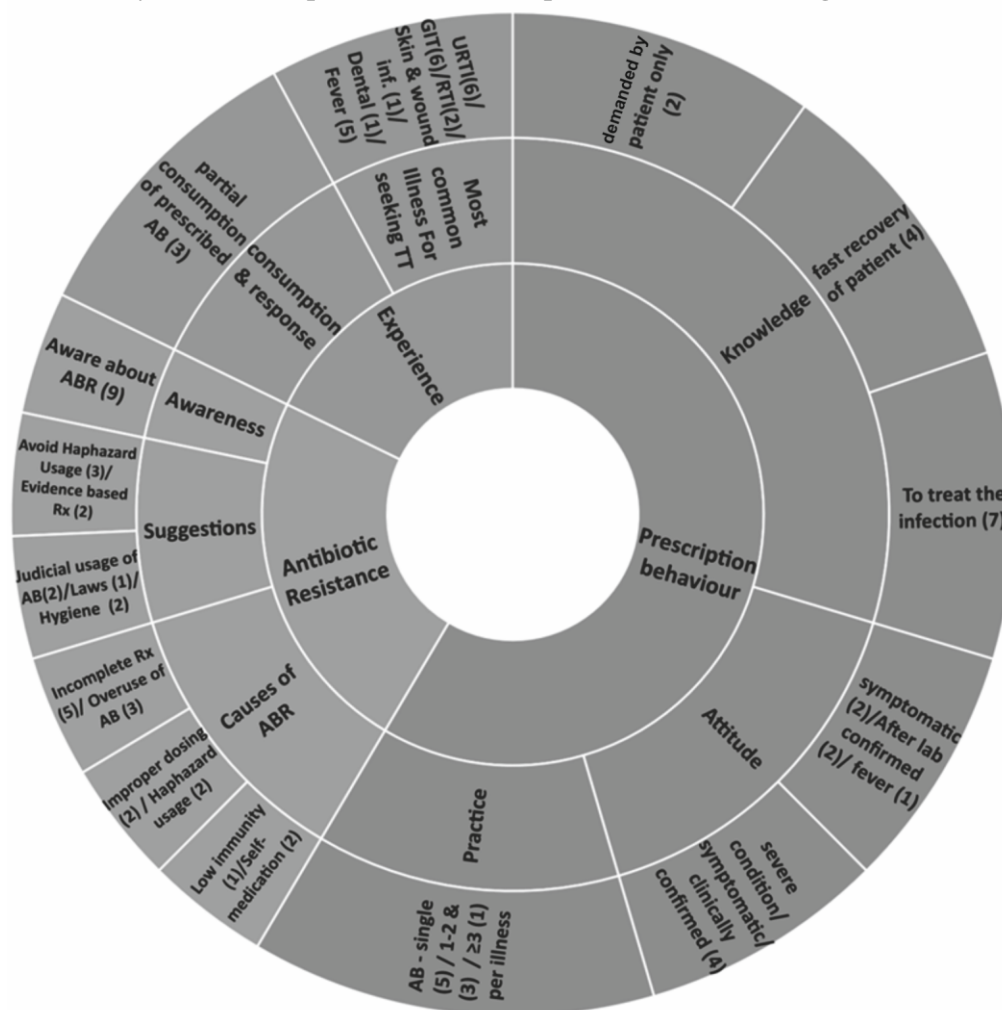 URTI(6)/
GIT(6)/RTI(2)/
Skin & wound
inf. (1)/
Dental (1)/
Fever (5)
demanded by
patient only
(2)
Most
common
Illness For
seeking TT
partial
consumption
of prescribed
AB (3)
consumption
& response
fast recovery
of patient (4)
Knowledge
Experience
Aware about
ABR (9)
Awareness
Avoid Haphazard
Usage (3)/
Evidence based
Rx (2)
Suggestions
To treat the
infection (7)
Antibiotic
Resistance
Prescription
behaviour
Judicial usage of
AB(2)/Laws (1)/
Hygiene (2)
Incomplete Rx
(5)/ Overuse of
AB (3)
Causes of
ABR
Attitude
symptomatic
(2)/After lab
confirmed
(2)/ fever (1)
Improper dosing
(2) / Haphazard
usage (2)
Practice
Low immunity
(1)/Self-
medication (2)
severe
condition/
symptomatic/
clinically
confirmed (4)
AB - single
(5) / 1-2 &
(3) / ≥3 (1)
per illness